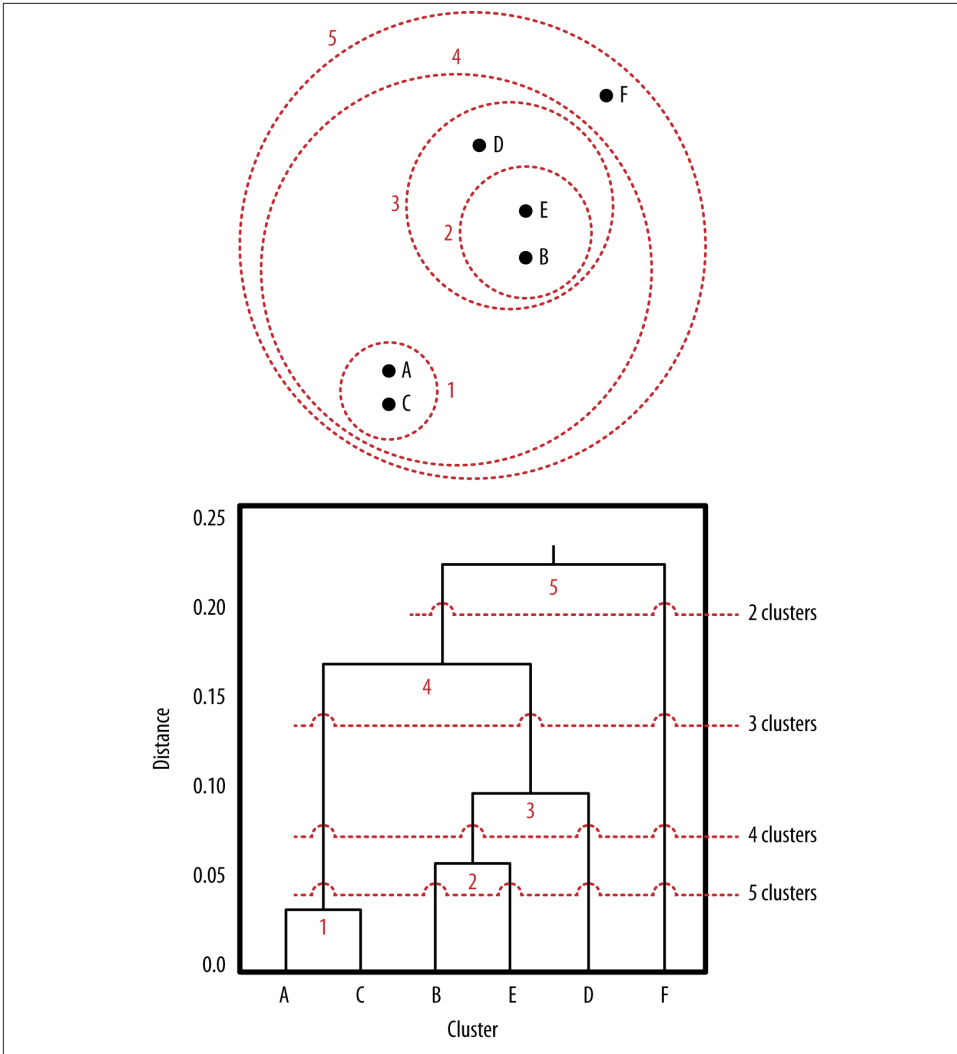 5
4
F
D
3
E
2
B
A
1
C
0.25
5
0.20
2 clusters
4
0.15
3 clusters
Distance
0.10
3
4 clusters
0.05
2
5 clusters
1
0.0
A C B E D F
Cluster